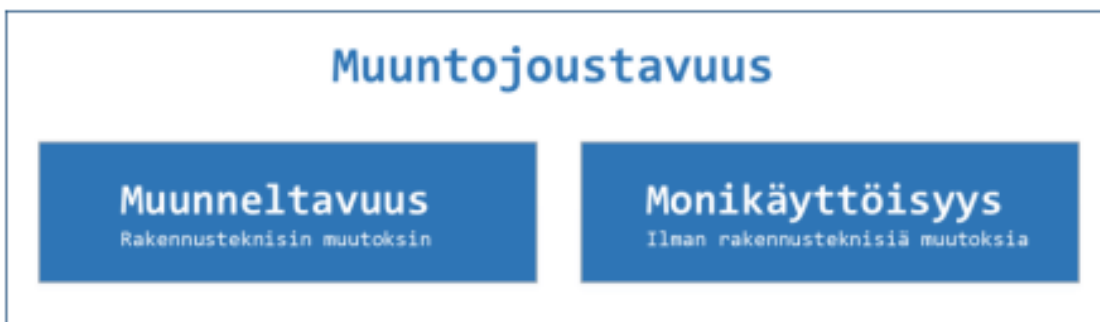 Muuntojoustavuus
Muunneltavuus
Rakennusteknisin muutoksin
Monikäyttöisyys
Ilman rakennusteknisiä muutoksia